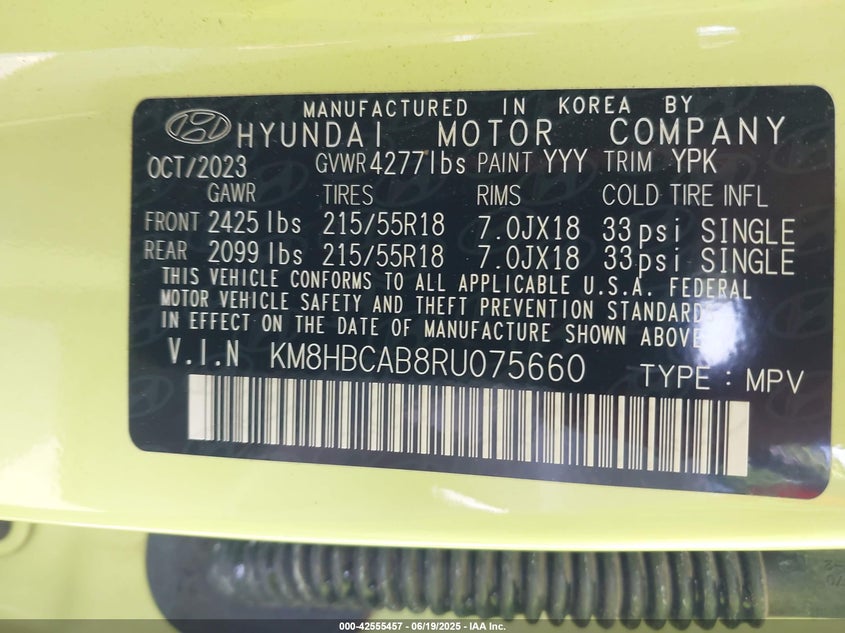 MANUFACTURED IN KOREA BY
HYUNDAI MOTOR COMPANY
OCT/2023 GVWR 4277lbs PAINT YYY TRIM YPK
GAWR TIRES RIMS COLD TIRE INFL
FRONT 2425lbs 215/55R18 7.0JX18 33psi SINGLE
REAR 2099lbs 215/55R18 7.0JX18 33psi SINGLE
THIS VEHICLE CONFORMS TO ALL APPLICABLE U.S.A. FEDERAL
MOTOR VEHICLE SAFETY AND THEFT PREVENTION STANDARDS
IN EFFECT ON THE DATE OF MANUFACTURE SHOWN ABOVE
V.I.N KM8HBCAB8RU075660 TYPE : MPV
000-42555457 - 06/19/2025 - IAA Inc.